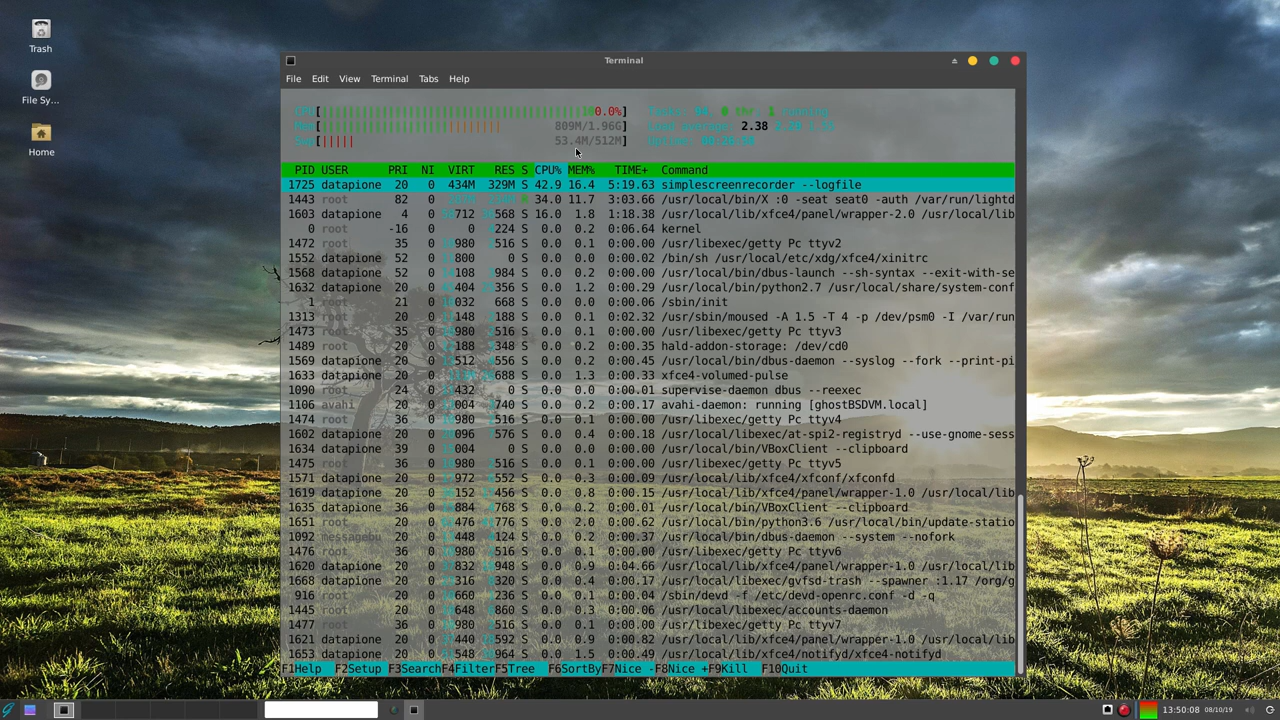 Trash
File Sy...
Home
Terminal
File Edit View Terminal Tabs Help
CPU[100.0%]
Mem[809M/1.96G]
Swp[53.4M/512M]
thr; 1 running
Load average: 2.38
Uptime:
PID USER PRI NI VIRT RES S CPU% MEM% TIME+ Command
1725 datapione 20 0 434M 329M S 42.9 16.4 5:19.63 simplescreenrecorder --logfile
1443 root 82 0 R 34.0 11.7 3:03.66 /usr/local/bin/X :0 -seat seat0 -auth /var/run/lightd
1603 datapione 4 0 712 568 S 16.0 1.8 1:18.38 /usr/local/lib/xfce4/panel/wrapper-2.0 /usr/local/lib
0 root -16 0 0 224 S 0.0 0.2 0:06.64 kernel
1472 root 35 0 980 516 S 0.0 0.1 0:00.00 /usr/libexec/getty Pc ttyv2
1552 datapione 52 0 800 0 S 0.0 0.0 0:00.02 /bin/sh /usr/local/etc/xdg/xfce4/xinitrc
1568 datapione 52 0 108 984 S 0.0 0.2 0:00.00 /usr/local/bin/dbus-launch --sh-syntax --exit-with-se
1632 datapione 20 0 404 356 S 0.0 1.2 0:00.29 /usr/local/bin/python2.7 /usr/local/share/system-conf
1 root 21 0 032 668 S 0.0 0.0 0:00.06 /sbin/init
1313 root 20 0 148 188 S 0.0 0.1 0:02.32 /usr/sbin/moused -A 1.5 -T 4 -p /dev/psm0 -I /var/run
1473 root 35 0 980 516 S 0.0 0.1 0:00.00 /usr/libexec/getty Pc ttyv3
1489 root 20 0 188 348 S 0.0 0.2 0:00.35 hald-addon-storage: /dev/cd0
1569 datapione 20 0 512 556 S 0.0 0.2 0:00.45 /usr/local/bin/dbus-daemon --syslog --fork --print-pi
1633 datapione 20 0 688 S 0.0 1.3 0:00.33 xfce4-volumed-pulse
1090 root 24 0 432 0 S 0.0 0.0 0:00.01 supervise-daemon dbus --reexec
1106 avahi 20 0 004 740 S 0.0 0.2 0:00.17 avahi-daemon: running [ghostBSDVM.local]
1474 root 36 0 980 516 S 0.0 0.1 0:00.00 /usr/libexec/getty Pc ttyv4
1602 datapione 20 0 096 576 S 0.0 0.4 0:00.18 /usr/local/libexec/at-spi2-registryd --use-gnome-sess
1634 datapione 39 0 004 0 S 0.0 0.0 0:00.00 /usr/local/bin/VBoxClient --clipboard
1475 root 36 0 980 516 S 0.0 0.1 0:00.00 /usr/libexec/getty Pc ttyv5
1571 datapione 20 0 972 552 S 0.0 0.3 0:00.09 /usr/local/lib/xfce4/xfconf/xfconfd
1619 datapione 20 0 152 456 S 0.0 0.8 0:00.15 /usr/local/lib/xfce4/panel/wrapper-1.0 /usr/local/lib
1635 datapione 36 0 884 768 S 0.0 0.2 0:00.01 /usr/local/bin/VBoxClient --clipboard
1651 root 20 0 476 776 S 0.0 2.0 0:00.62 /usr/local/bin/python3.6 /usr/local/bin/update-statio
1092 messagebu 20 0 448 124 S 0.0 0.2 0:00.37 /usr/local/bin/dbus-daemon --system --nofork
1476 root 36 0 980 516 S 0.0 0.1 0:00.00 /usr/libexec/getty Pc ttyv6
1620 datapione 20 0 832 948 S 0.0 0.9 0:04.66 /usr/local/lib/xfce4/panel/wrapper-1.0 /usr/local/lib
1668 datapione 20 0 316 320 S 0.0 0.4 0:00.17 /usr/local/libexec/gvfsd-trash --spawner :1.17 /org/g
916 root 20 0 660 236 S 0.0 0.1 0:00.04 /sbin/devd -f /etc/devd-openrc.conf -d -q
1445 root 20 0 648 860 S 0.0 0.3 0:00.06 /usr/local/libexec/accounts-daemon
1477 root 36 0 980 516 S 0.0 0.1 0:00.00 /usr/libexec/getty Pc ttyv7
1621 datapione 20 0 440 592 S 0.0 0.9 0:00.82 /usr/local/lib/xfce4/panel/wrapper-1.0 /usr/local/lib
1653 datapione 20 0 548 964 S 0.0 1.5 0:00.49 /usr/local/lib/xfce4/notifyd/xfce4-notifyd
F1Help F2Setup F3SearchF4FilterF5Tree F6SortByF7Nice -F8Nice +F9Kill F10Quit
13:50:08 08/10/19